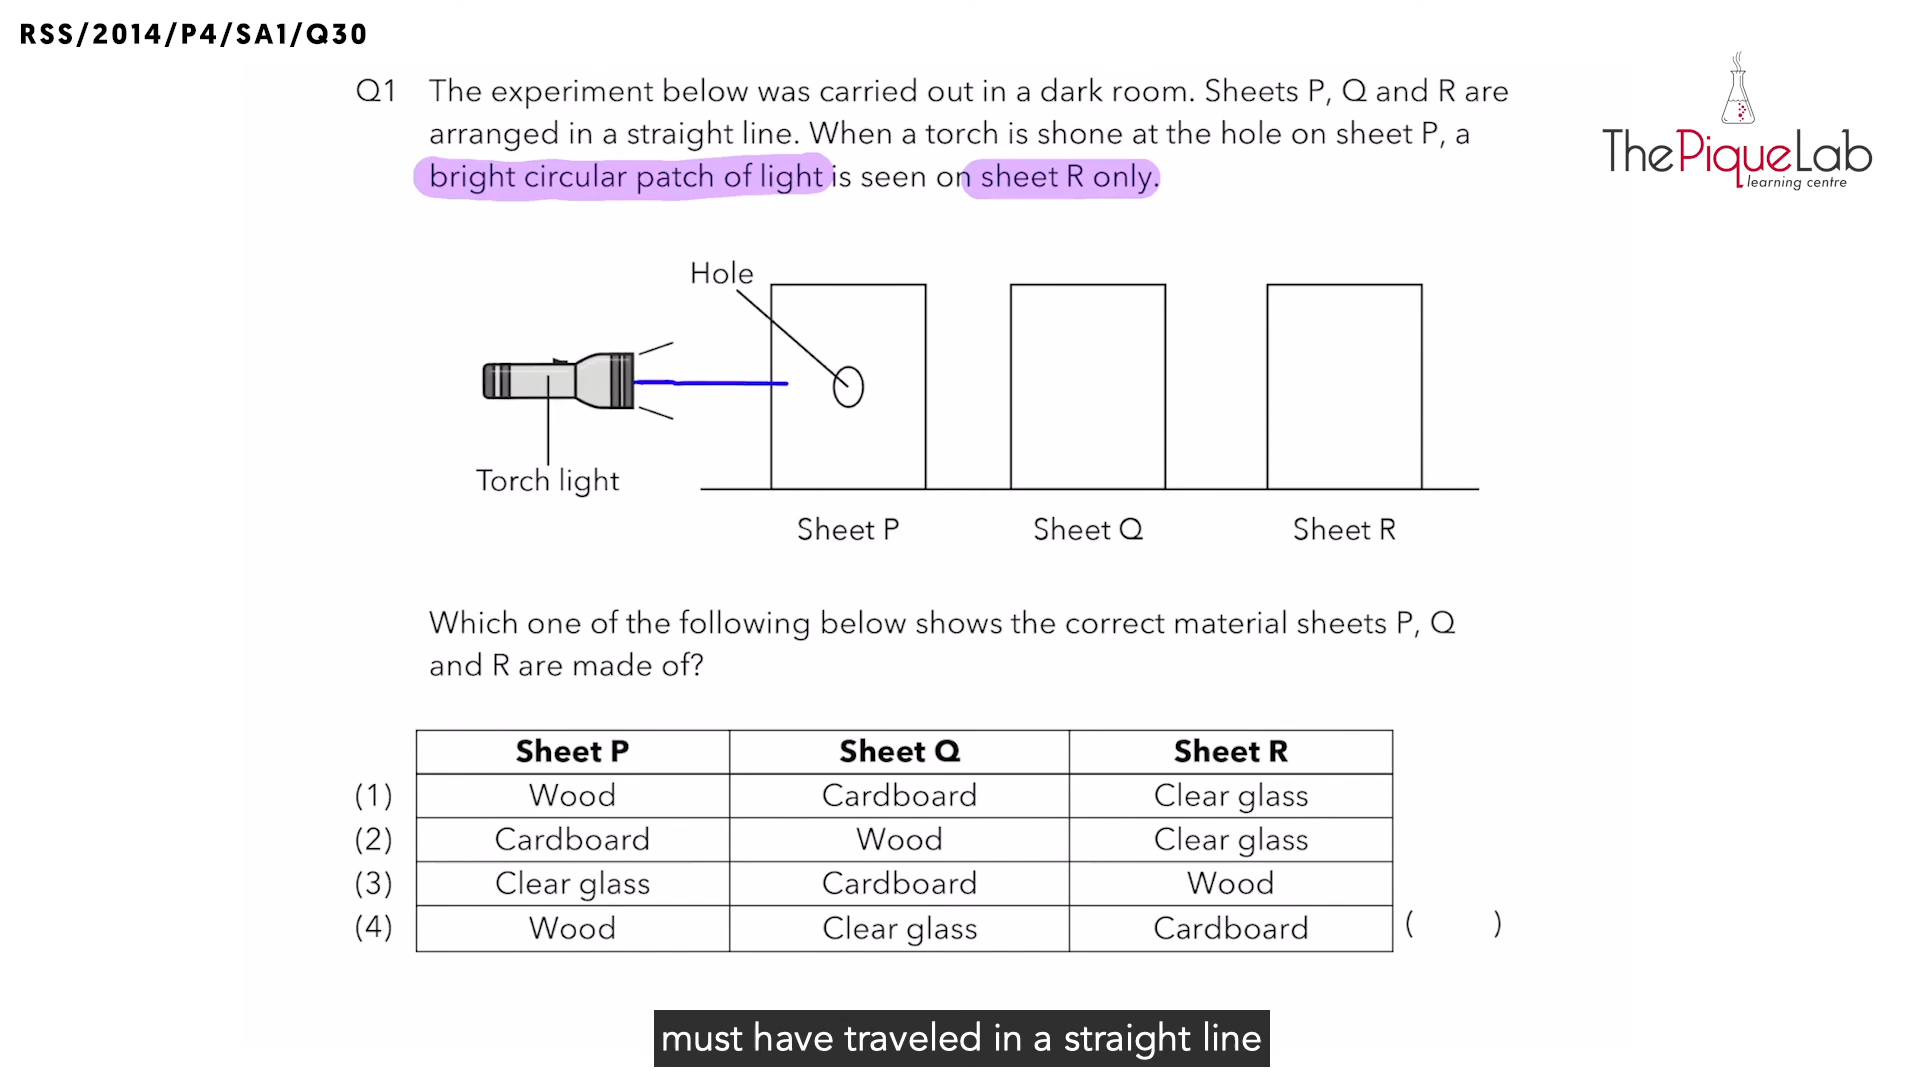 RSS/2014/P4/SA1/Q30
Q1 The experiment below was carried out in a dark room. Sheets P, Q and R are
arranged in a straight line. When a torch is shone at the hole on sheet P, a
bright circular patch of light is seen on sheet R only.
ThePiqueLab
learning centre
Hole
Torch light
Sheet P Sheet Q Sheet R
Which one of the following below shows the correct material sheets P, Q
and R are made of?
Sheet P Sheet Q Sheet R
(1) Wood Cardboard Clear glass
(2) Cardboard Wood Clear glass
(3) Clear glass Cardboard Wood
(4) Wood Clear glass Cardboard ( )
must have traveled in a straight line